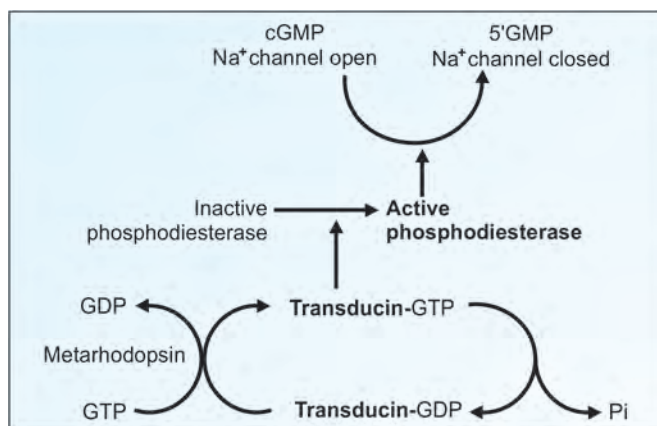 cGMP
Na+ channel open
5'GMP
Na+ channel closed
Inactive
phosphodiesterase
Active
phosphodiesterase
GDP
Transducin-GTP
Metarhodopsin
GTP
Transducin-GDP
Pi